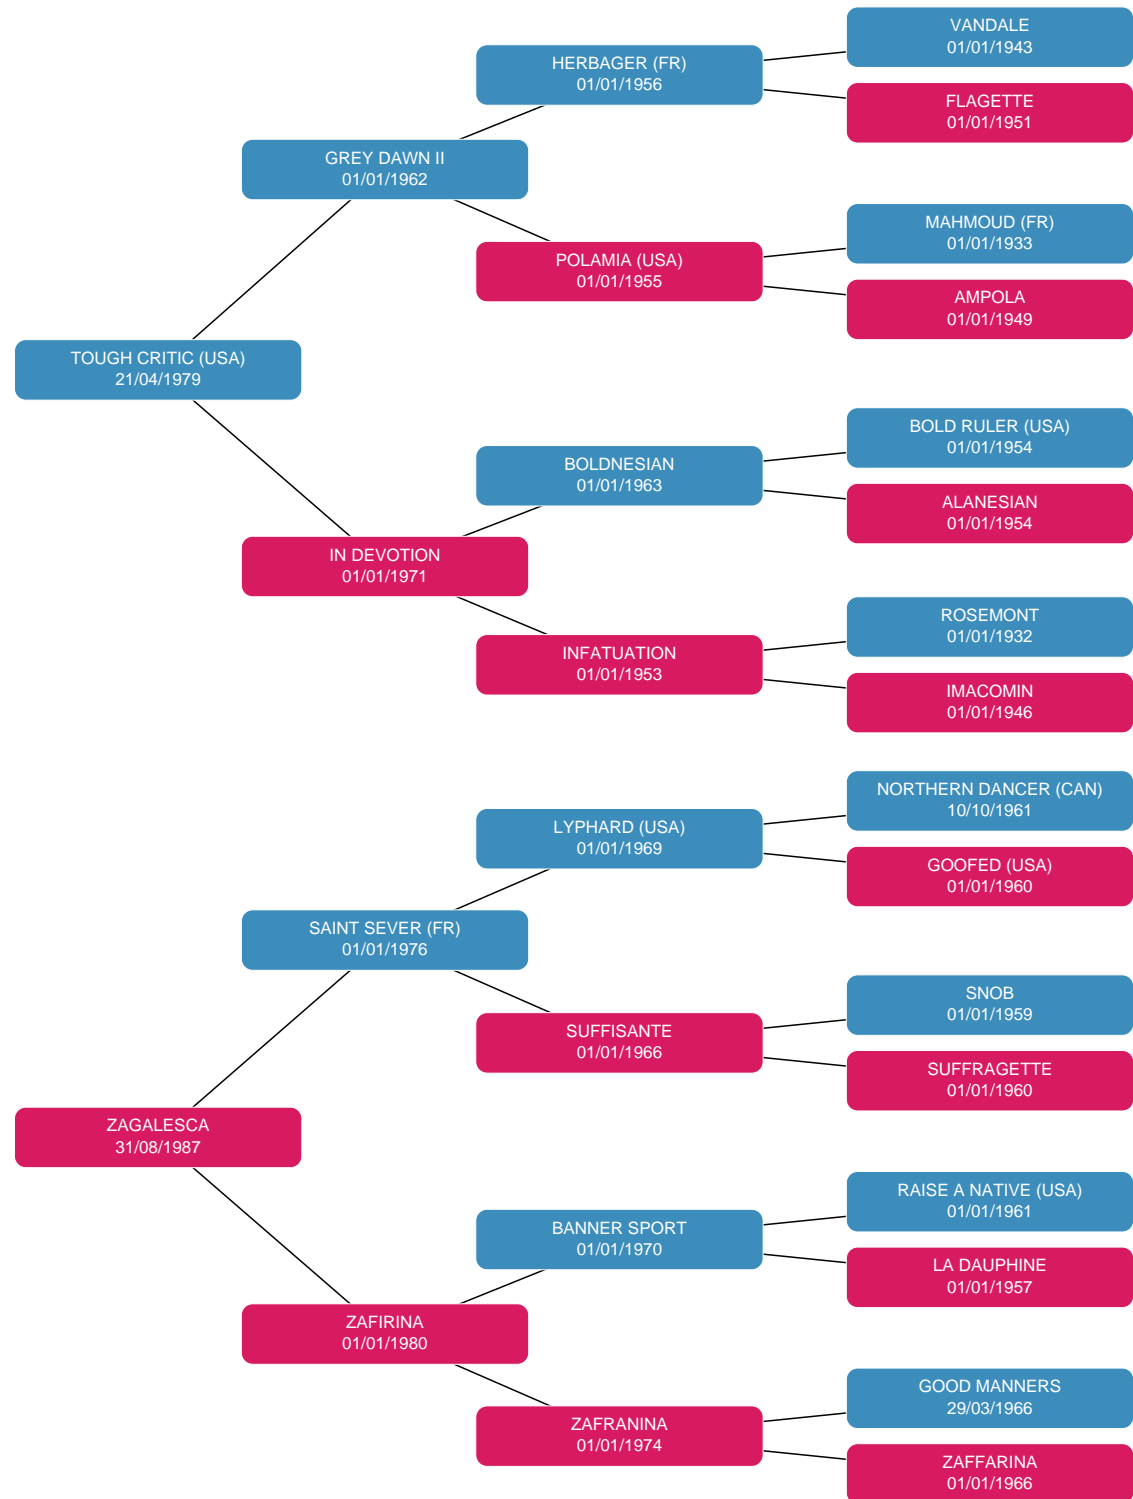 VANDALE
01/01/1943
HERBAGER (FR)
01/01/1956
FLAGETTE
01/01/1951
GREY DAWN II
01/01/1962
MAHMOUD (FR)
01/01/1933
POLAMIA (USA)
01/01/1955
AMPOLA
01/01/1949
TOUGH CRITIC (USA)
21/04/1979
BOLD RULER (USA)
01/01/1954
BOLDNESIAN
01/01/1963
ALANESIAN
01/01/1954
IN DEVOTION
01/01/1971
ROSEMONT
01/01/1932
INFATUATION
01/01/1953
IMACOMIN
01/01/1946
NORTHERN DANCER (CAN)
10/10/1961
LYPHARD (USA)
01/01/1969
GOOFED (USA)
01/01/1960
SAINT SEVER (FR)
01/01/1976
SNOB
01/01/1959
SUFFISANTE
01/01/1966
SUFFRAGETTE
01/01/1960
ZAGALESCA
31/08/1987
RAISE A NATIVE (USA)
01/01/1961
BANNER SPORT
01/01/1970
LA DAUPHINE
01/01/1957
ZAFIRINA
01/01/1980
GOOD MANNERS
29/03/1966
ZAFRANINA
01/01/1974
ZAFFARINA
01/01/1966